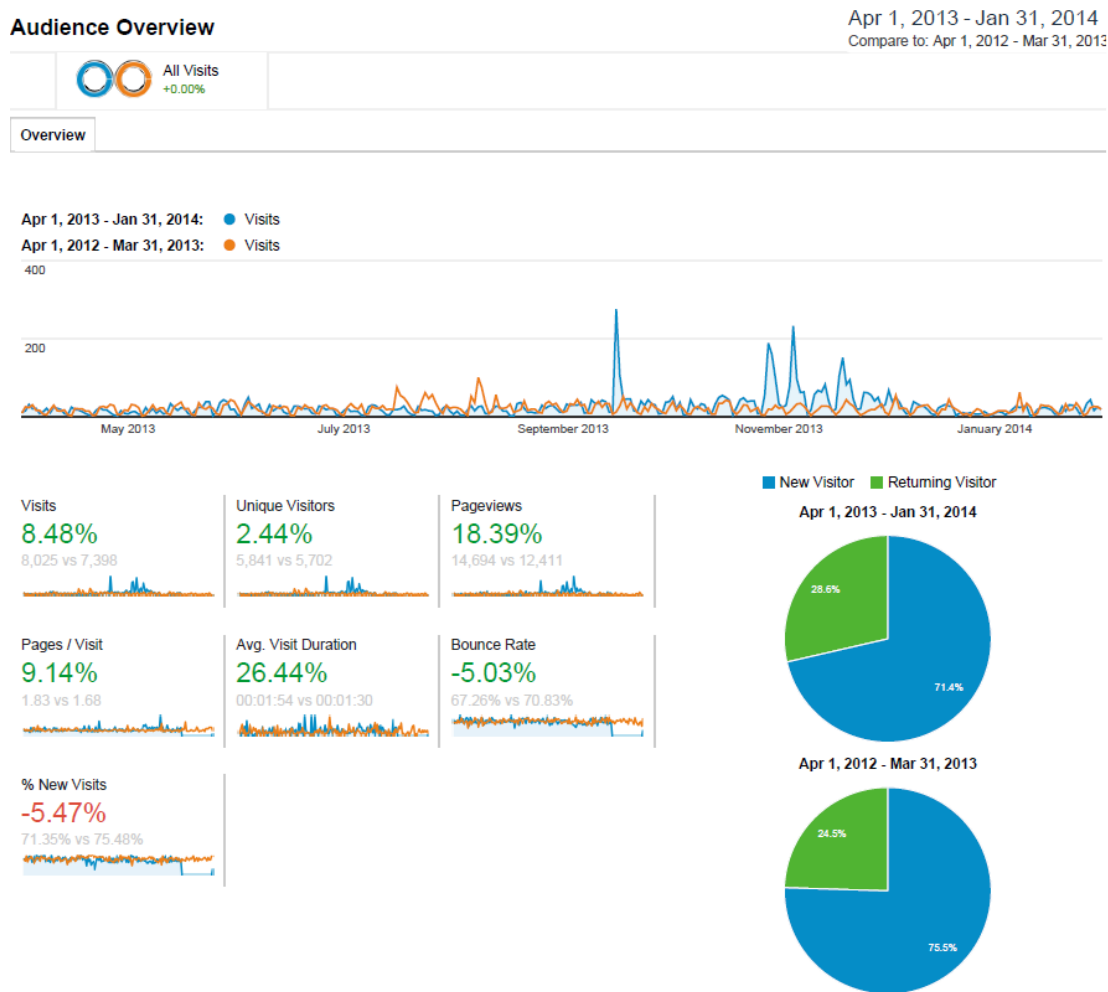 Audience Overview
Apr 1, 2013 - Jan 31, 2014
Compare to: Apr 1, 2012 - Mar 31, 2013
All Visits
+0.00%
Overview
Apr 1, 2013 - Jan 31, 2014: Visits
Apr 1, 2012 - Mar 31, 2013: Visits
400
200
May 2013 July 2013 September 2013 November 2013 January 2014
Visits
8.48%
8,025 vs 7,398
Unique Visitors
2.44%
5,841 vs 5,702
Pageviews
18.39%
14,694 vs 12,411
Pages / Visit
9.14%
1.83 vs 1.68
Avg. Visit Duration
26.44%
00:01:54 vs 00:01:30
Bounce Rate
-5.03%
67.26% vs 70.83%
% New Visits
-5.47%
71.35% vs 75.48%
New Visitor Returning Visitor
Apr 1, 2013 - Jan 31, 2014
28.6%
71.4%
Apr 1, 2012 - Mar 31, 2013
24.5%
75.5%